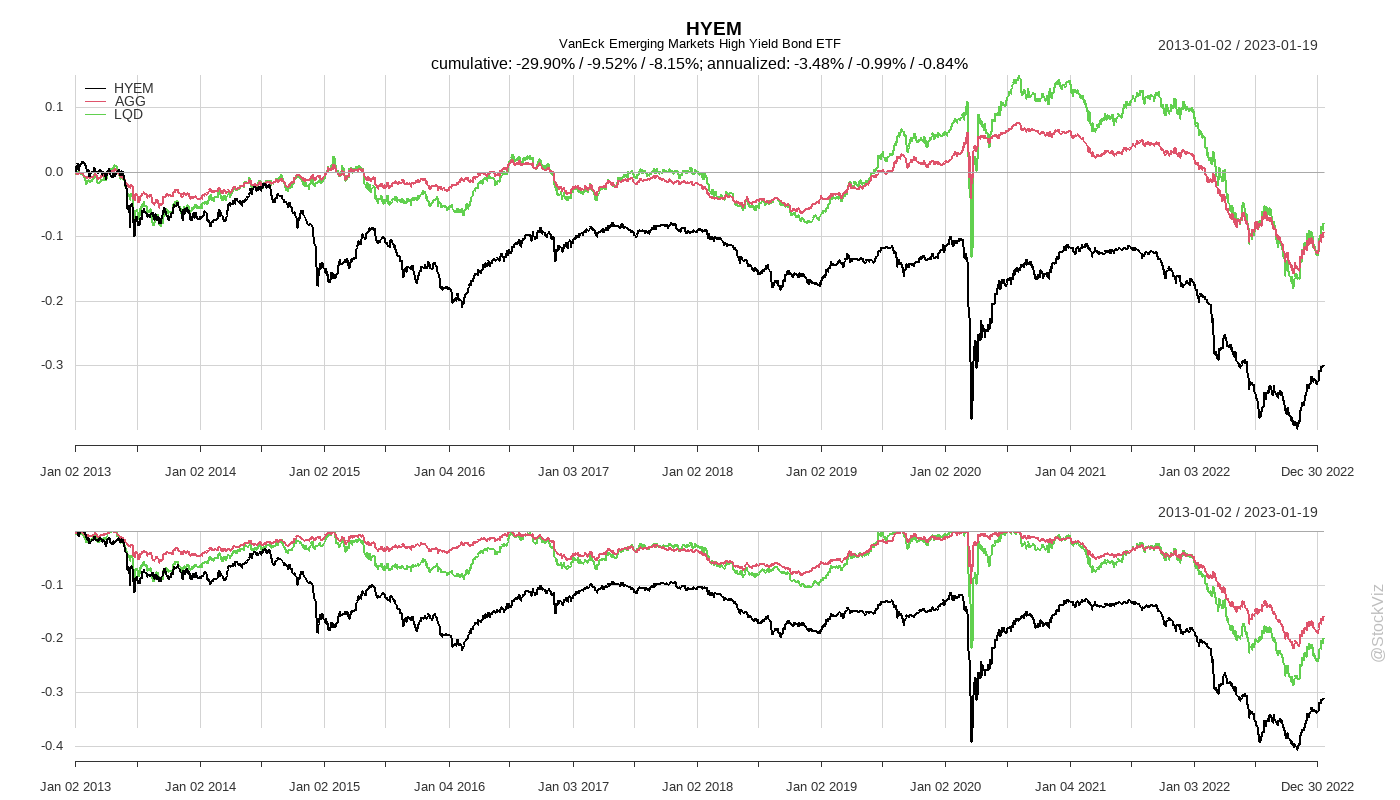 HYEM
VanEck Emerging Markets High Yield Bond ETF
2013-01-02 / 2023-01-19
cumulative: -29.90% / -9.52% / -8.15%; annualized: -3.48% / -0.99% / -0.84%
HYEM
AGG
LQD
0.1
0.0
-0.1
-0.2
-0.3
Jan 02 2013 Jan 02 2014 Jan 02 2015 Jan 04 2016 Jan 03 2017 Jan 02 2018 Jan 02 2019 Jan 02 2020 Jan 04 2021 Jan 03 2022 Dec 30 2022
2013-01-02 / 2023-01-19
-0.1
-0.2
-0.3
-0.4
Jan 02 2013 Jan 02 2014 Jan 02 2015 Jan 04 2016 Jan 03 2017 Jan 02 2018 Jan 02 2019 Jan 02 2020 Jan 04 2021 Jan 03 2022 Dec 30 2022
@StockViz